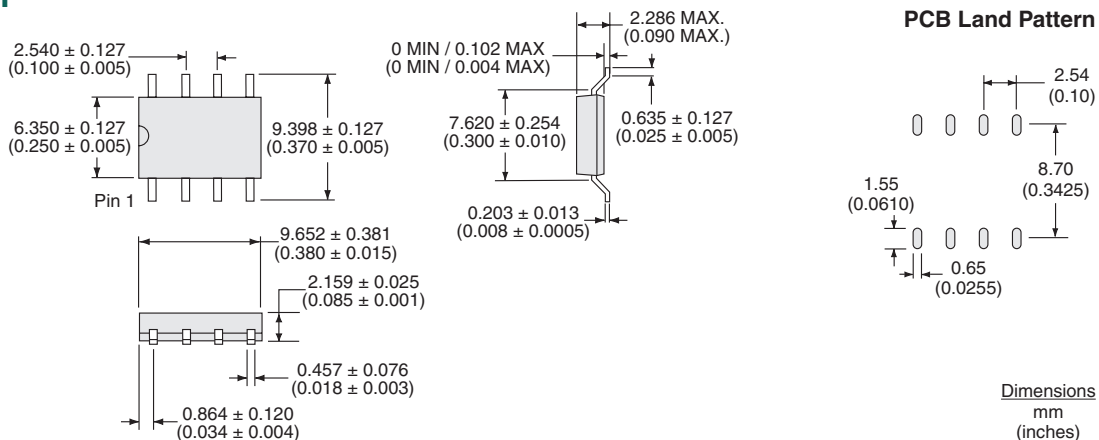 2.540 ± 0.127
(0.100 ± 0.005)
6.350 ± 0.127
(0.250 ± 0.005)
9.398 ± 0.127
(0.370 ± 0.005)
Pin 1
9.652 ± 0.381
(0.380 ± 0.015)
2.159 ± 0.025
(0.085 ± 0.001)
0.457 ± 0.076
(0.018 ± 0.003)
0.864 ± 0.120
(0.034 ± 0.004)
2.286 MAX.
(0.090 MAX.)
0 MIN / 0.102 MAX
(0 MIN / 0.004 MAX)
7.620 ± 0.254
(0.300 ± 0.010)
0.635 ± 0.127
(0.025 ± 0.005)
0.203 ± 0.013
(0.008 ± 0.0005)
PCB Land Pattern
2.54
(0.10)
8.70
(0.3425)
1.55
(0.0610)
0.65
(0.0255)
Dimensions
mm
(inches)